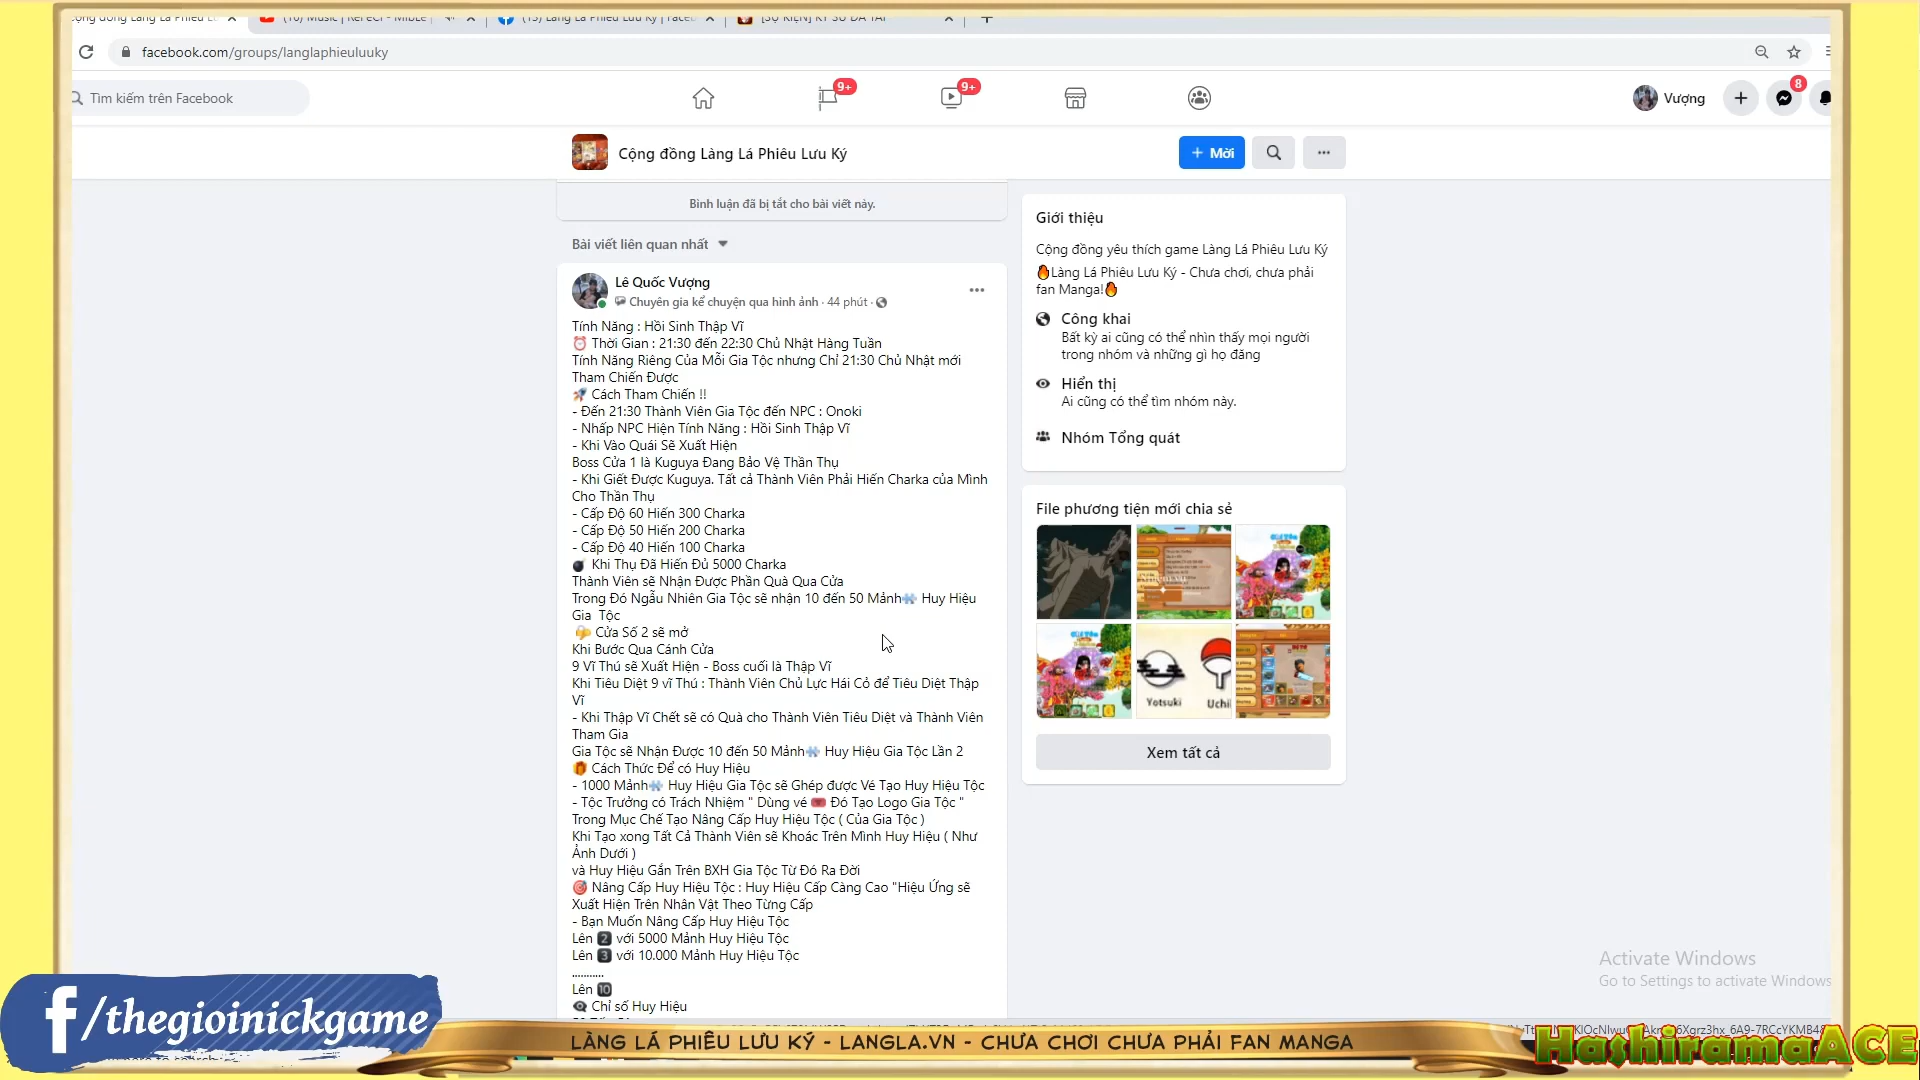 (16) Music | RePeCt - MiBLE
(15) Làng Lá Phiêu Lưu Ký | Faceb
[SỰ KIỆN] KỲ SƯ ĐA TÀI
facebook.com/groups/langlaphieuluuky
Tìm kiếm trên Facebook
9+
9+
Vượng
8
Cộng đồng Làng Lá Phiêu Lưu Ký
+ Mời
Bình luận đã bị tắt cho bài viết này.
Bài viết liên quan nhất
Lê Quốc Vượng
Chuyên gia kể chuyện qua hình ảnh · 44 phút ·
Tính Năng : Hồi Sinh Thập Vĩ
⏰ Thời Gian : 21:30 đến 22:30 Chủ Nhật Hàng Tuần
Tính Năng Riêng Của Mỗi Gia Tộc nhưng Chỉ 21:30 Chủ Nhật mới
Tham Chiến Được
🚀 Cách Tham Chiến !!
- Đến 21:30 Thành Viên Gia Tộc đến NPC : Onoki
- Nhấp NPC Hiện Tính Năng : Hồi Sinh Thập Vĩ
- Khi Vào Quái Sẽ Xuất Hiện
Boss Cửa 1 là Kuguya Đang Bảo Vệ Thần Thụ
- Khi Giết Được Kuguya. Tất cả Thành Viên Phải Hiến Charka của Mình
Cho Thần Thụ
- Cấp Độ 60 Hiến 300 Charka
- Cấp Độ 50 Hiến 200 Charka
- Cấp Độ 40 Hiến 100 Charka
💣 Khi Thụ Đã Hiến Đủ 5000 Charka
Thành Viên sẽ Nhận Được Phần Quà Qua Cửa
Trong Đó Ngẫu Nhiên Gia Tộc sẽ nhận 10 đến 50 Mảnh🧩 Huy Hiệu
Gia Tộc
Cửa Số 2 sẽ mở
Khi Bước Qua Cánh Cửa
9 Vĩ Thú sẽ Xuất Hiện - Boss cuối là Thập Vĩ
Khi Tiêu Diệt 9 vĩ Thú : Thành Viên Chủ Lực Hái Cỏ để Tiêu Diệt Thập
Vĩ
- Khi Thập Vĩ Chết sẽ có Quà cho Thành Viên Tiêu Diệt và Thành Viên
Tham Gia
Gia Tộc sẽ Nhận Được 10 đến 50 Mảnh🧩 Huy Hiệu Gia Tộc Lần 2
🎁 Cách Thức Để có Huy Hiệu
- 1000 Mảnh🧩 Huy Hiệu Gia Tộc sẽ Ghép được Vé Tạo Huy Hiệu Tộc
- Tộc Trưởng có Trách Nhiệm " Dùng vé 🎟 Đó Tạo Logo Gia Tộc "
Trong Mục Chế Tạo Nâng Cấp Huy Hiệu Tộc ( Của Gia Tộc )
Khi Tạo xong Tất Cả Thành Viên sẽ Khoác Trên Mình Huy Hiệu ( Như
Ảnh Dưới )
và Huy Hiệu Gắn Trên BXH Gia Tộc Từ Đó Ra Đời
🎯 Nâng Cấp Huy Hiệu Tộc : Huy Hiệu Cấp Càng Cao "Hiệu Ứng sẽ
Xuất Hiện Trên Nhân Vật Theo Từng Cấp
- Bạn Muốn Nâng Cấp Huy Hiệu Tộc
Lên 2️⃣ với 5000 Mảnh Huy Hiệu Tộc
Lên 3️⃣ với 10.000 Mảnh Huy Hiệu Tộc
...........
Lên 🔟
👁‍🗨 Chỉ số Huy Hiệu
Giới thiệu
Cộng đồng yêu thích game Làng Lá Phiêu Lưu Ký
🔥Làng Lá Phiêu Lưu Ký - Chưa chơi, chưa phải
fan Manga!🔥
Công khai
Bất kỳ ai cũng có thể nhìn thấy mọi người
trong nhóm và những gì họ đăng
Hiển thị
Ai cũng có thể tìm nhóm này.
Nhóm Tổng quát
File phương tiện mới chia sẻ
Yotsuki
Uchi
Xem tất cả
Activate Windows
Go to Settings to activate Windows
f/thegioinickgame
LÀNG LÁ PHIÊU LƯU KÝ - LANGLA.VN - CHƯA CHƠI CHƯA PHẢI FAN MANGA
HashiramaACE